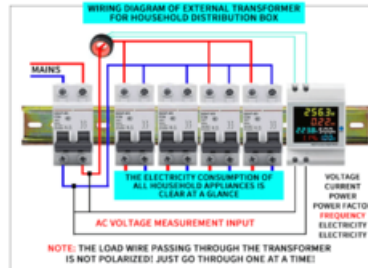 WIRING DIAGRAM OF EXTERNAL TRANSFORMER
FOR HOUSEHOLD DISTRIBUTION BOX
MAINS
THE ELECTRICITY CONSUMPTION OF
ALL HOUSEHOLD APPLIANCES IS
CLEAR AT A GLANCE
AC VOLTAGE MEASUREMENT INPUT
VOLTAGE
CURRENT
POWER
POWER FACTOR
FREQUENCY
ELECTRICITY
ELECTRICITY
NOTE: THE LOAD WIRE PASSING THROUGH THE TRANSFORMER
IS NOT POLARIZED! JUST GO THROUGH ONE AT A TIME!